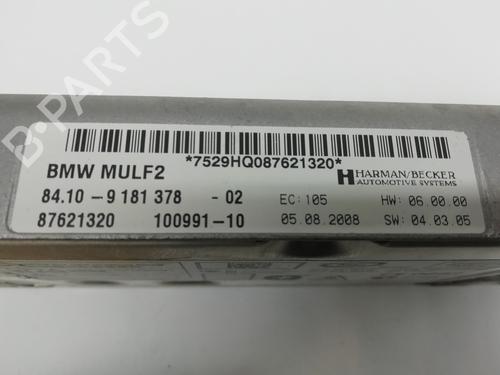 *7529HQ087621320*
BMW MULF2
HARMAN/BECKER
AUTOMOTIVE SYSTEMS
84.10-9 181 378 - 02
EC: 105
HW: 06.00.00
87621320 100991-10
05.08.2008
SW: 04.03.05
B-Parts